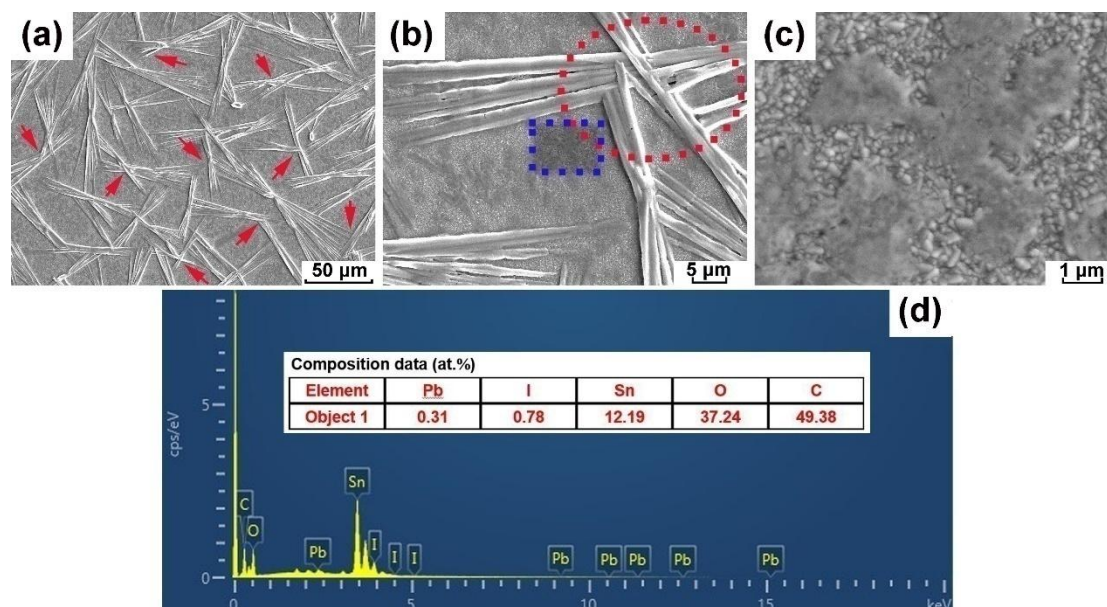 (a)
50 µm
(b)
5 µm
(c)
1 µm
(d)
Composition data (at.%)
Element Pb I Sn O C
Object 1 0.31 0.78 12.19 37.24 49.38
cps/eV
5
0
C
O
Pb
Sn
I
I
I
Pb
Pb
Pb
Pb
Pb
0 5 10 15 keV